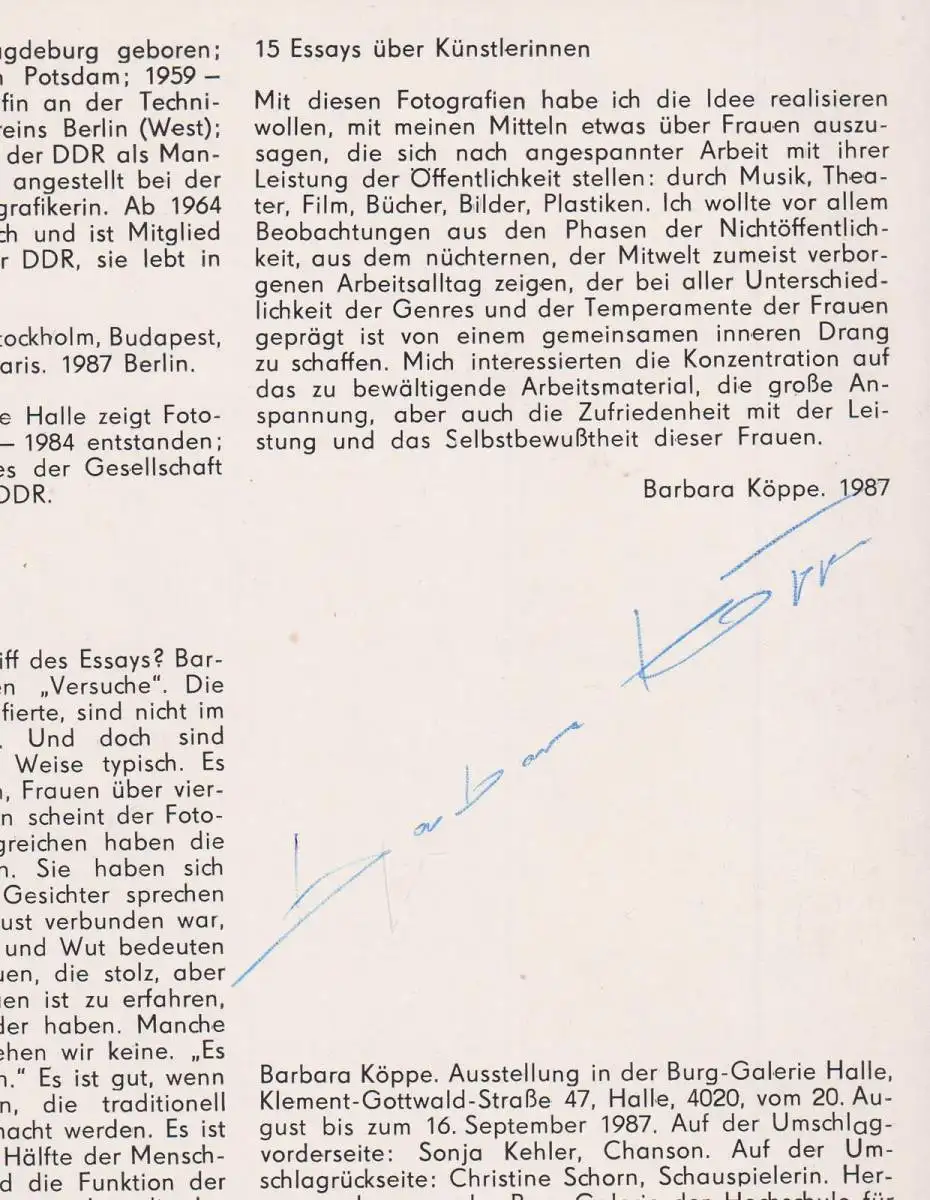 gdeburg geboren;
Potsdam; 1959 –
fin an der Techni-
reins Berlin (West);
der DDR als Man-
angestellt bei der
grafikerin. Ab 1964
ch und ist Mitglied
r DDR, sie lebt in
tockholm, Budapest,
aris. 1987 Berlin.
e Halle zeigt Foto-
– 1984 entstanden;
es der Gesellschaft
DDR.
iff des Essays? Bar-
en „Versuche“. Die
fierte, sind nicht im
. Und doch sind
Weise typisch. Es
n, Frauen über vier-
n scheint der Foto-
greichen haben die
n. Sie haben sich
Gesichter sprechen
ust verbunden war,
und Wut bedeuten
uen, die stolz, aber
en ist zu erfahren,
der haben. Manche
ehen wir keine. „Es
n.“ Es ist gut, wenn
n, die traditionell
macht werden. Es ist
Hälfte der Mensch-
d die Funktion der
15 Essays über Künstlerinnen
Mit diesen Fotografien habe ich die Idee realisieren
wollen, mit meinen Mitteln etwas über Frauen auszu-
sagen, die sich nach angespannter Arbeit mit ihrer
Leistung der Öffentlichkeit stellen: durch Musik, Thea-
ter, Film, Bücher, Bilder, Plastiken. Ich wollte vor allem
Beobachtungen aus den Phasen der Nichtöffentlich-
keit, aus dem nüchternen, der Mitwelt zumeist verbor-
genen Arbeitsalltag zeigen, der bei aller Unterschied-
lichkeit der Genres und der Temperamente der Frauen
geprägt ist von einem gemeinsamen inneren Drang
zu schaffen. Mich interessierten die Konzentration auf
das zu bewältigende Arbeitsmaterial, die große An-
spannung, aber auch die Zufriedenheit mit der Lei-
stung und das Selbstbewußtheit dieser Frauen.
Barbara Köppe. 1987
Barbara Köpp
Barbara Köppe. Ausstellung in der Burg-Galerie Halle,
Klement-Gottwald-Straße 47, Halle, 4020, vom 20. Au-
gust bis zum 16. September 1987. Auf der Umschlag-
vorderseite: Sonja Kehler, Chanson. Auf der Um-
schlagrückseite: Christine Schorn, Schauspielerin. Her-
der Hochschule für